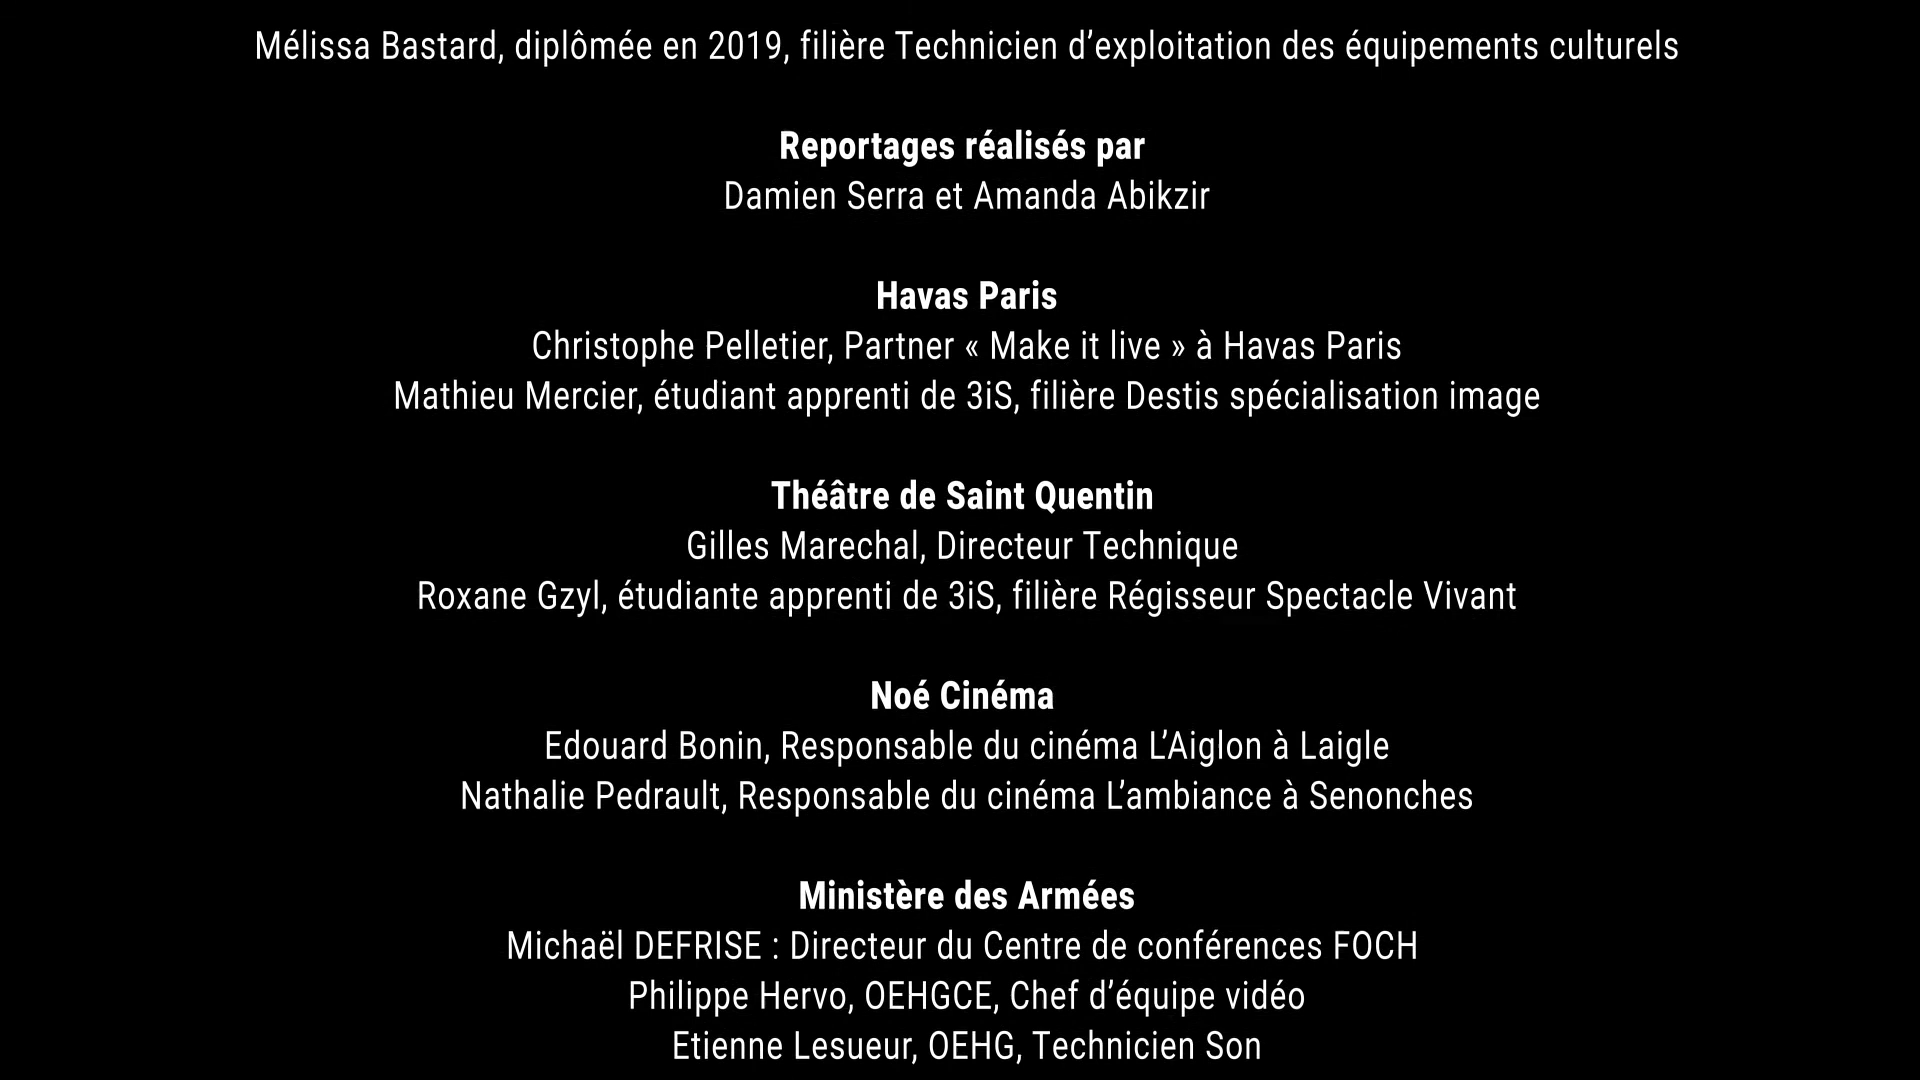 Mélissa Bastard, diplômée en 2019, filière Technicien d’exploitation des équipements culturels
Reportages réalisés par
Damien Serra et Amanda Abikzir
Havas Paris
Christophe Pelletier, Partner « Make it live » à Havas Paris
Mathieu Mercier, étudiant apprenti de 3iS, filière Destis spécialisation image
Théâtre de Saint Quentin
Gilles Marechal, Directeur Technique
Roxane Gzyl, étudiante apprenti de 3iS, filière Régisseur Spectacle Vivant
Noé Cinéma
Edouard Bonin, Responsable du cinéma L’Aiglon à Laigle
Nathalie Pedrault, Responsable du cinéma L’ambiance à Senonches
Ministère des Armées
Michaël DEFRISE : Directeur du Centre de conférences FOCH
Philippe Hervo, OEHGCE, Chef d’équipe vidéo
Etienne Lesueur, OEHG, Technicien Son